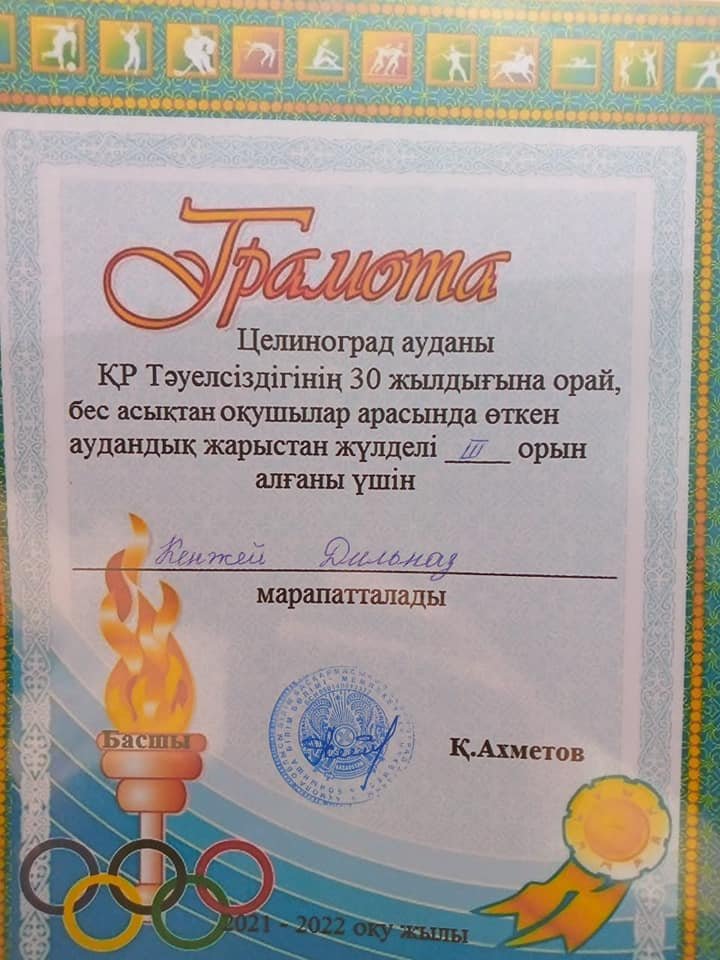 Грамота
Целиноград ауданы
ҚР Тәуелсіздігінің 30 жылдығына орай,
бес асықтан оқушылар арасында өткен
аудандық жарыстан жүлделі III орын
алғаны үшін
Кенжей Дильназ
марапатталады
Басшы
Қ.Ахметов
2021 - 2022 оқу жылы